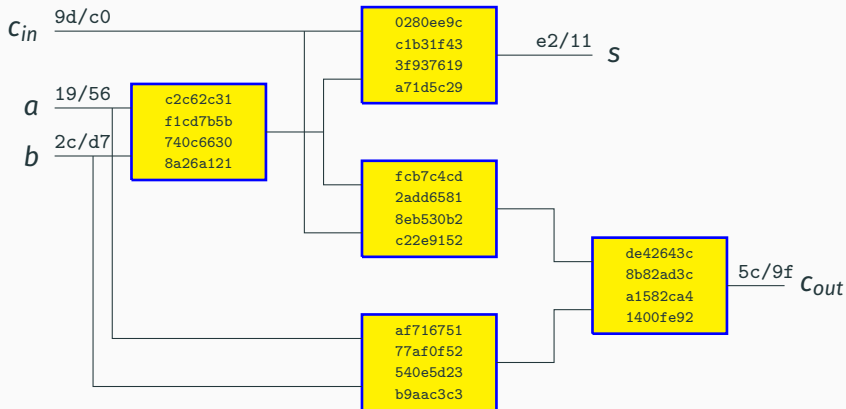 c_in 9d/c0
a 19/56
b 2c/d7
c2c62c31
f1cd7b5b
740c6630
8a26a121
0280ee9c
c1b31f43
3f937619
a71d5c29
e2/11 s
fcb7c4cd
2add6581
8eb530b2
c22e9152
af716751
77af0f52
540e5d23
b9aac3c3
de42643c
8b82ad3c
a1582ca4
1400fe92
5c/9f c_out